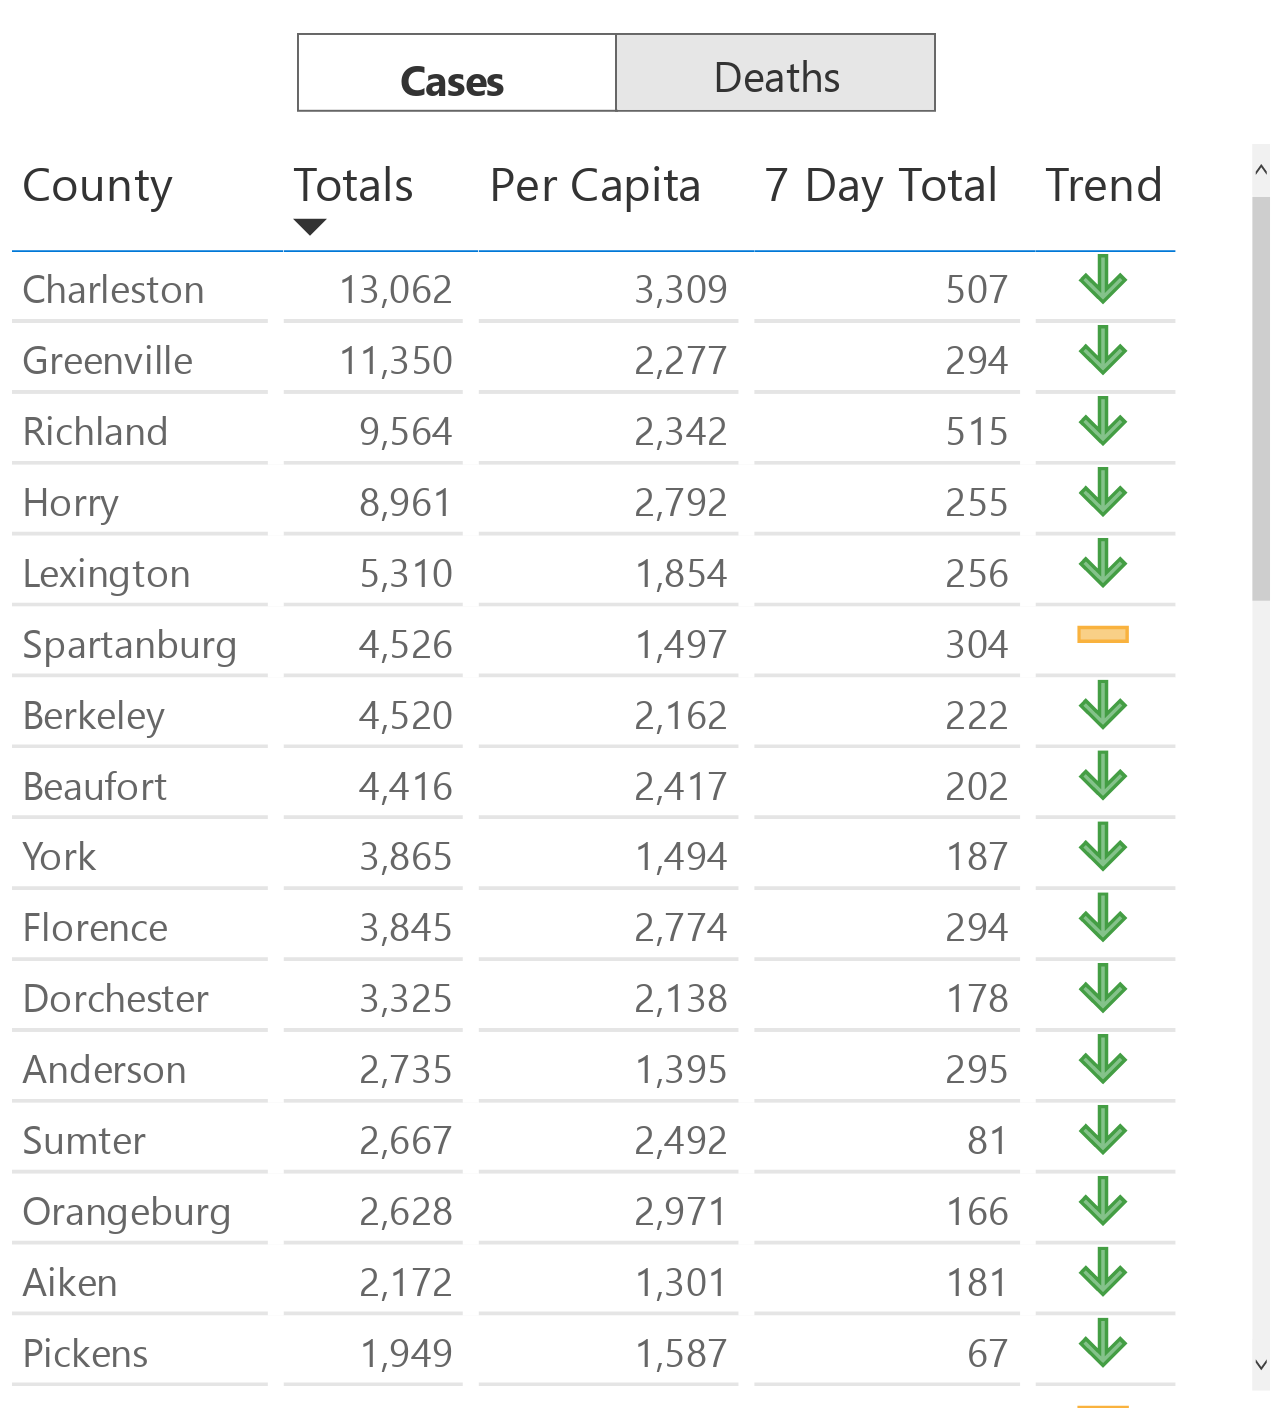 Cases Deaths
County Totals Per Capita 7 Day Total Trend
Charleston 13,062 3,309 507
Greenville 11,350 2,277 294
Richland 9,564 2,342 515
Horry 8,961 2,792 255
Lexington 5,310 1,854 256
Spartanburg 4,526 1,497 304
Berkeley 4,520 2,162 222
Beaufort 4,416 2,417 202
York 3,865 1,494 187
Florence 3,845 2,774 294
Dorchester 3,325 2,138 178
Anderson 2,735 1,395 295
Sumter 2,667 2,492 81
Orangeburg 2,628 2,971 166
Aiken 2,172 1,301 181
Pickens 1,949 1,587 67